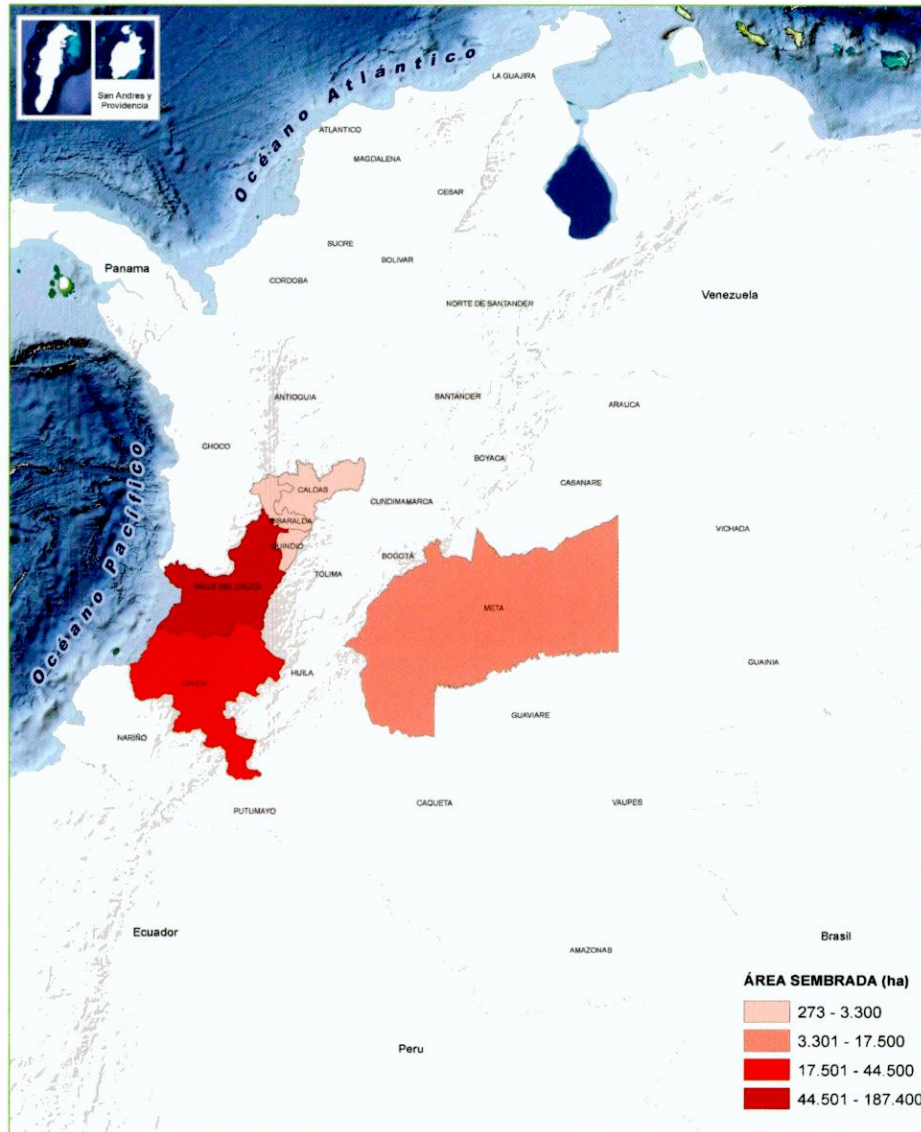 San Andres y
Providencia
Océano Atlántico
LA GUAJIRA
ATLANTICO
MAGDALENA
CESAR
SUCRE
BOLIVAR
Panama
CORDOBA
Venezuela
NORTE DE SANTANDER
ANTIOQUIA
SANTANDER
ARAUCA
CHOCO
BOYACA
CALDAS
CASANARE
CUNDIMAMARCA
Océano Pacífico
RISARALDA
VICHADA
QUINDIO
BOGOTÁ
TOLIMA
VALLE DEL CAUCA
META
GUAINIA
HUILA
CAUCA
GUAVIARE
NARIÑO
PUTUMAYO
CAQUETA
VAUPES
Ecuador
Brasil
AMAZONAS
Peru
ÁREA SEMBRADA (ha)
273 - 3.300
3.301 - 17.500
17.501 - 44.500
44.501 - 187.400